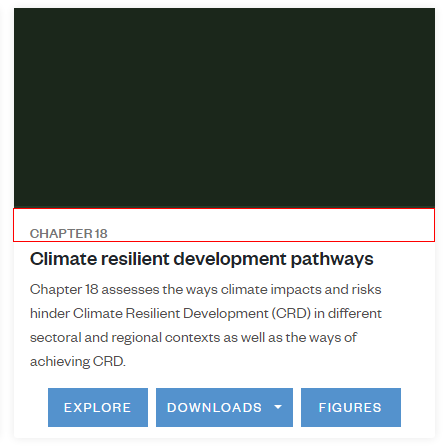 CHAPTER 18
Climate resilient development pathways
Chapter 18 assesses the ways climate impacts and risks
hinder Climate Resilient Development (CRD) in different
sectoral and regional contexts as well as the ways of
achieving CRD.
EXPLORE DOWNLOADS FIGURES